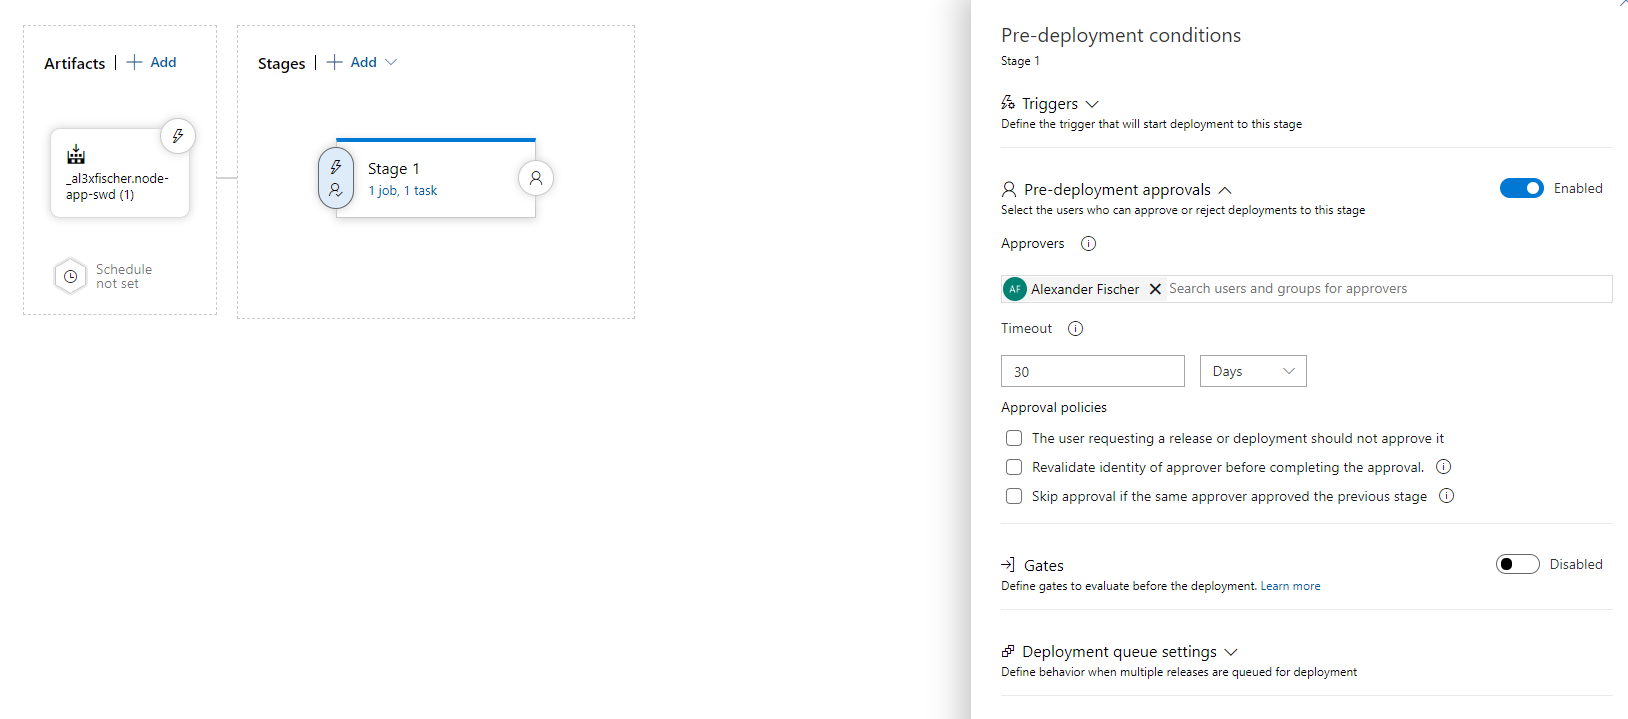 Artifacts | + Add
_al3xfischer.node-
app-swd (1)
Schedule
not set
Stages | + Add
Stage 1
1 job, 1 task
Pre-deployment conditions
Stage 1
Triggers
Define the trigger that will start deployment to this stage
Pre-deployment approvals
Enabled
Select the users who can approve or reject deployments to this stage
Approvers
AF Alexander Fischer Search users and groups for approvers
Timeout
30 Days
Approval policies
The user requesting a release or deployment should not approve it
Revalidate identity of approver before completing the approval.
Skip approval if the same approver approved the previous stage
Gates
Disabled
Define gates to evaluate before the deployment. Learn more
Deployment queue settings
Define behavior when multiple releases are queued for deployment